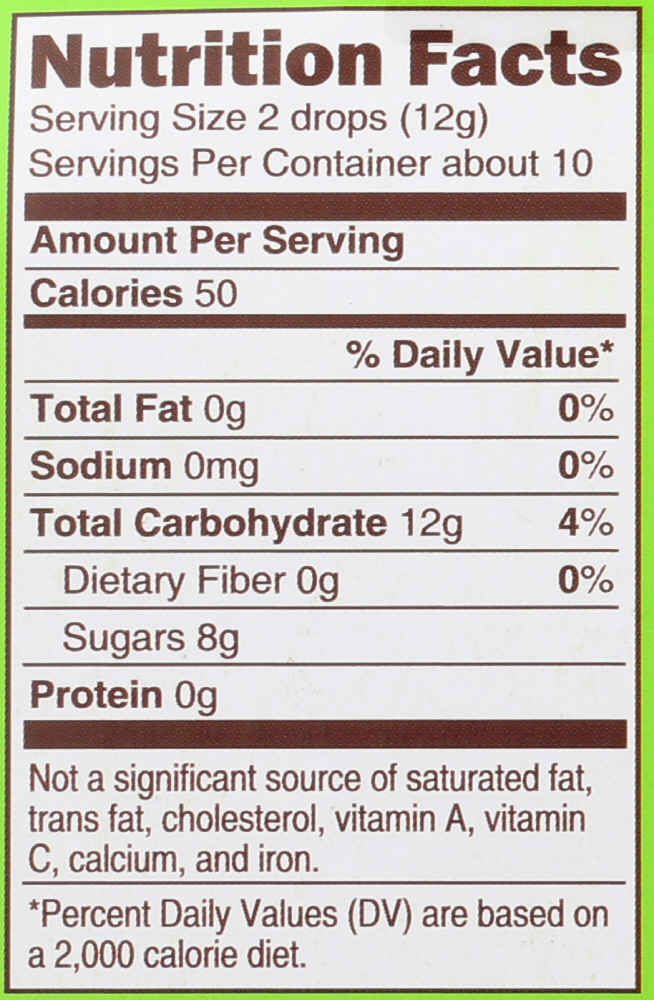 Nutrition Facts
Serving Size 2 drops (12g)
Servings Per Container about 10
Amount Per Serving
Calories 50
% Daily Value*
Total Fat 0g 0%
Sodium 0mg 0%
Total Carbohydrate 12g 4%
Dietary Fiber 0g 0%
Sugars 8g
Protein 0g
Not a significant source of saturated fat,
trans fat, cholesterol, vitamin A, vitamin
C, calcium, and iron.
*Percent Daily Values (DV) are based on
a 2,000 calorie diet.